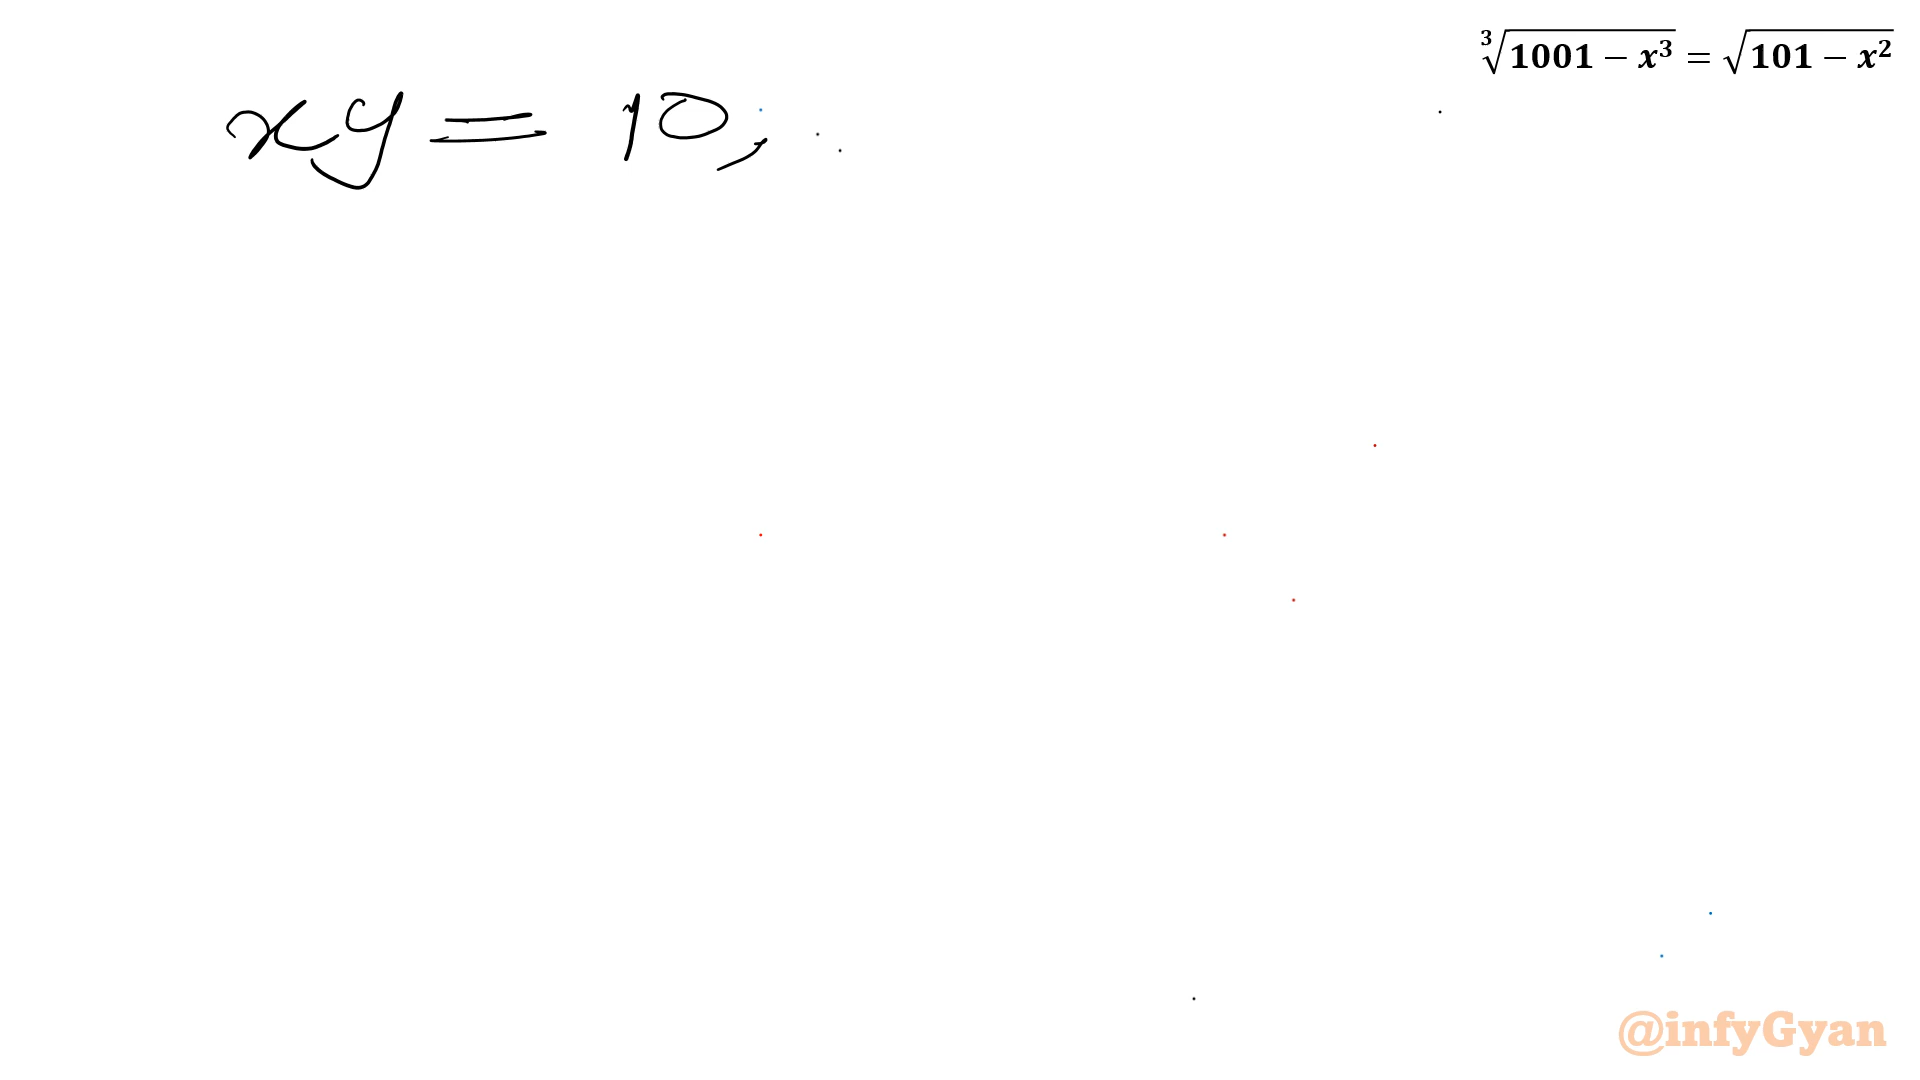 ∛(1001 − x³) = √(101 − x²)
xy = 10,
@infyGyan